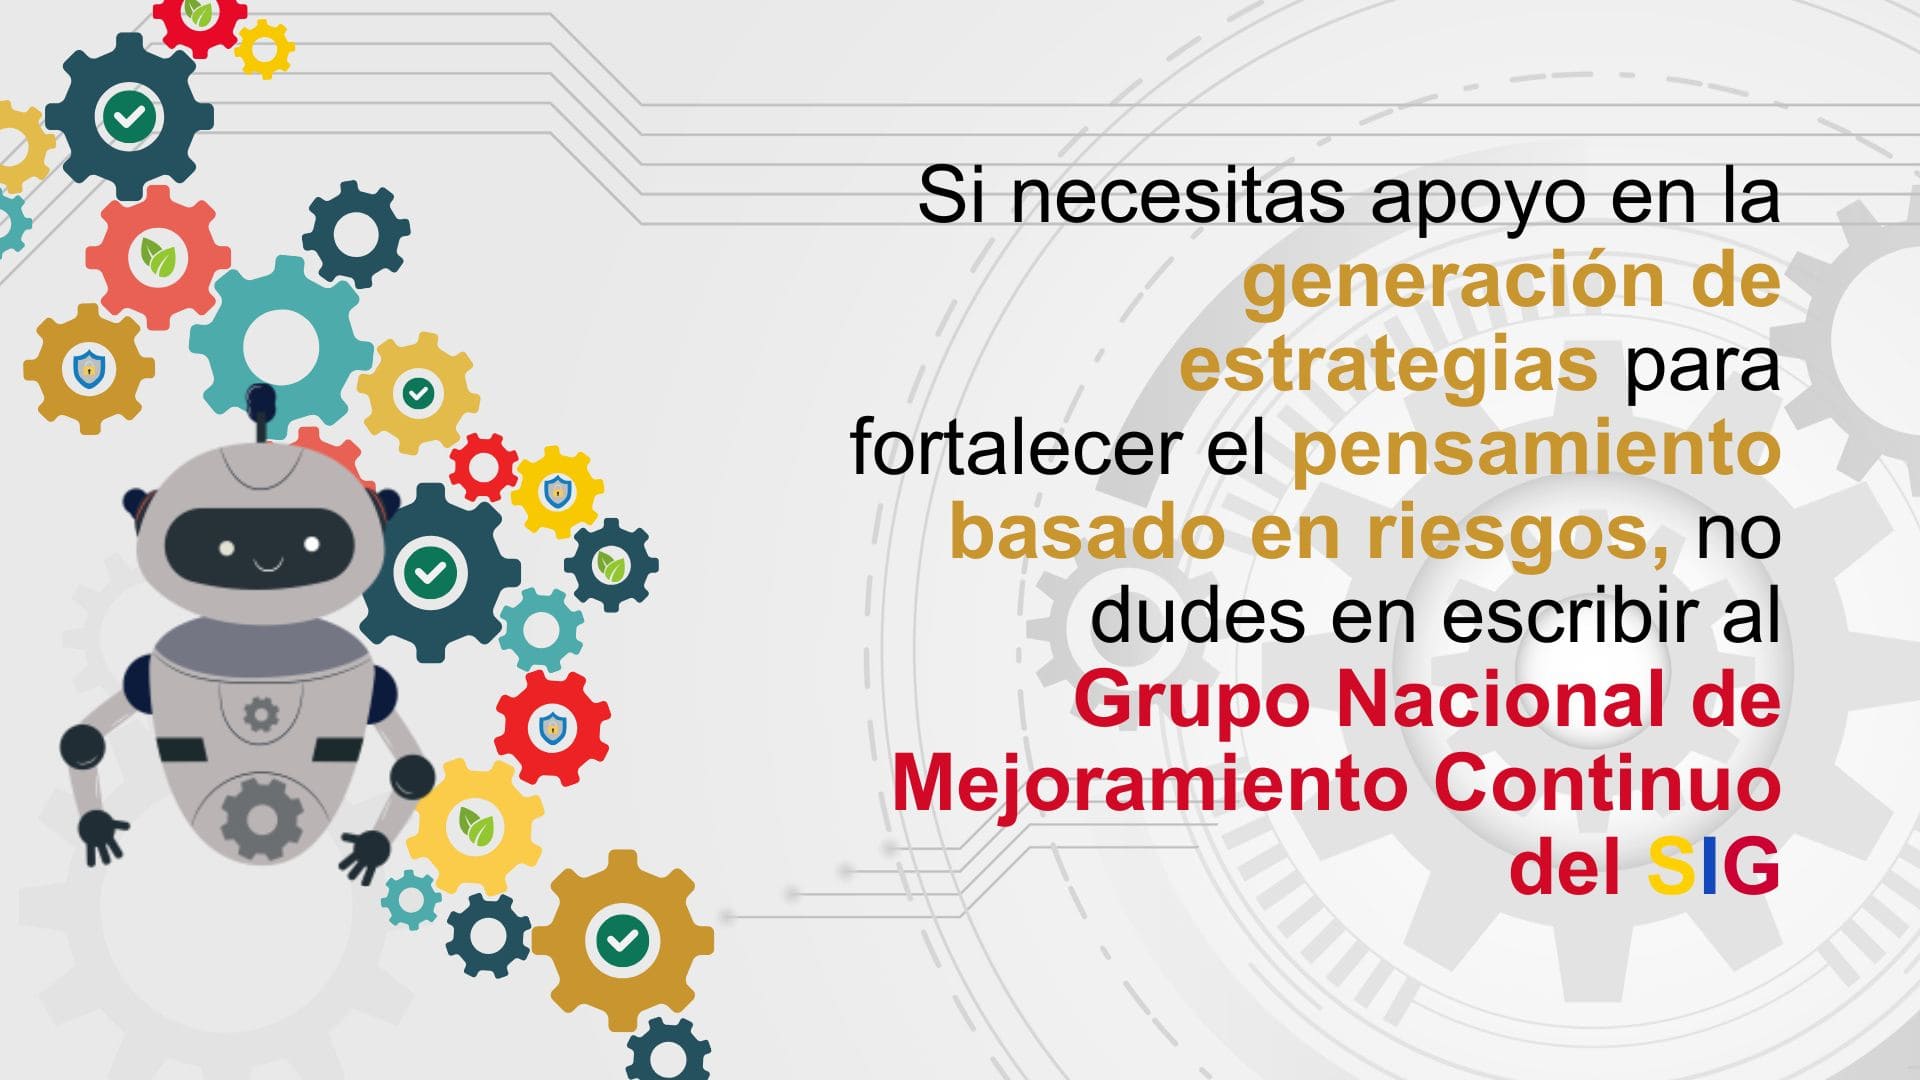 Si necesitas apoyo en la
generación de
estrategias para
fortalecer el pensamiento
basado en riesgos, no
dudes en escribir al
Grupo Nacional de
Mejoramiento Continuo
del SIG